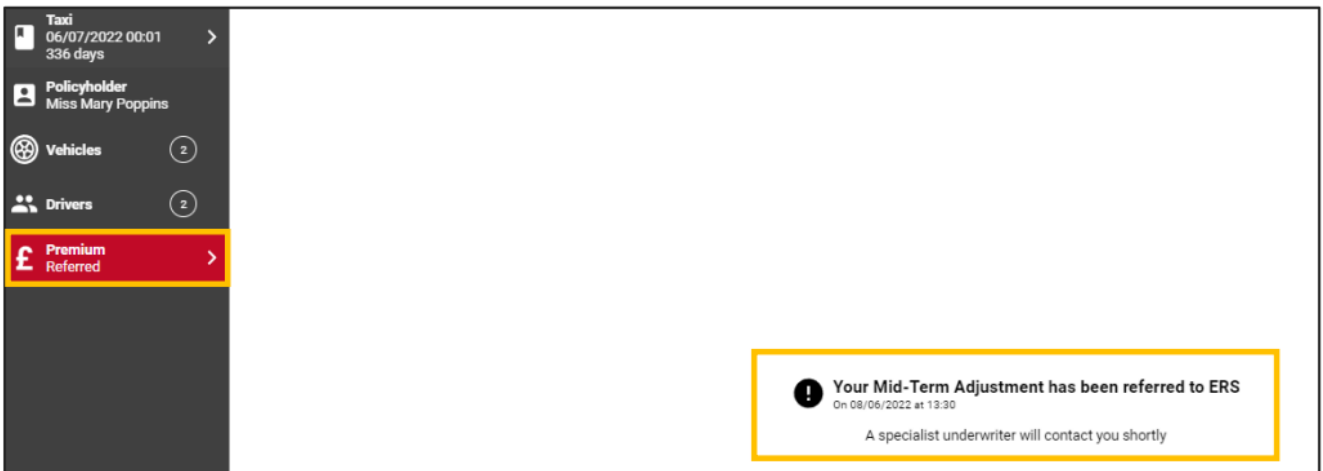 Taxi
06/07/2022 00:01
336 days
Policyholder
Miss Mary Poppins
Vehicles 2
Drivers 2
£ Premium
Referred
Your Mid-Term Adjustment has been referred to ERS
On 08/06/2022 at 13:30
A specialist underwriter will contact you shortly